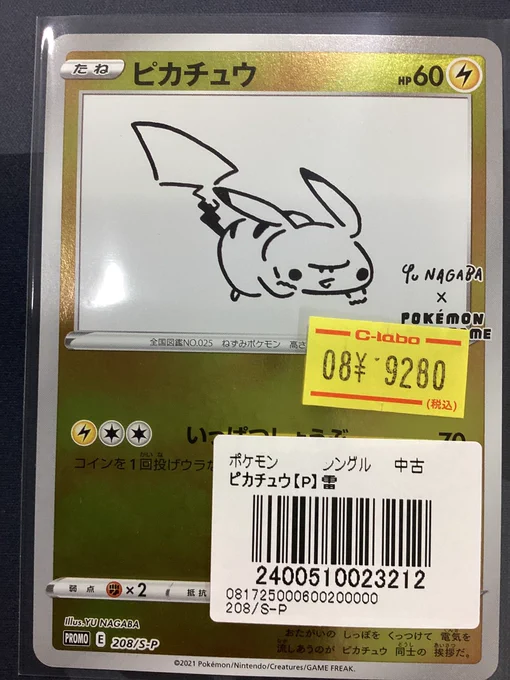 たね ピカチュウ HP60
Yu NAGABA
×
POKÉMON
ME
全国図鑑NO.025 ねずみポケモン 高さ
C-labo
08¥ 9280
(税込)
いっぱつしょうぶ 70
コインを1回投げウラ
ポケモン シングル 中古
ピカチュウ【P】雷
2400510023212
081725000600200000
208/S-P
弱点 ×2 抵抗
Illus.YU NAGABA
PROMO E 208/S-P
おたがいの しっぽを くっつけて 電気を
流しあうのが ピカチュウ 同士の 挨拶だ。
©2021 Pokémon/Nintendo/Creatures/GAME FREAK.